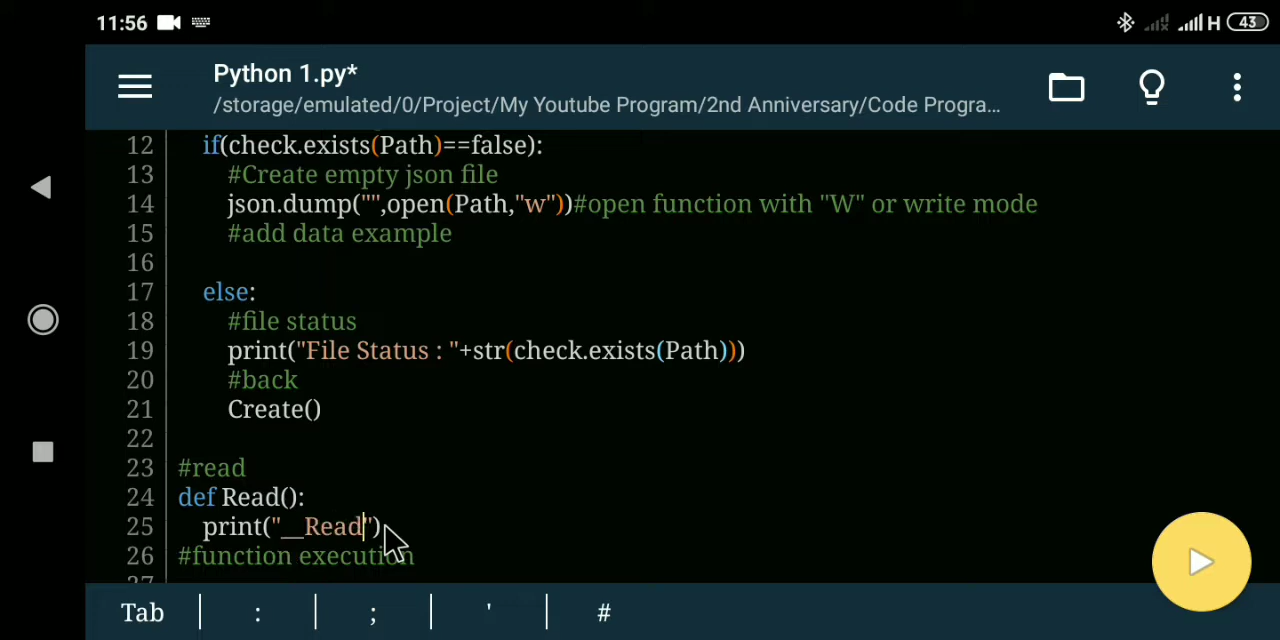 11:56 H 43
Python 1.py*
/storage/emulated/0/Project/My Youtube Program/2nd Anniversary/Code Progra...
12 if(check.exists(Path)==false):
13 #Create empty json file
14 json.dump("",open(Path,"w"))#open function with "W" or write mode
15 #add data example
16
17 else:
18 #file status
19 print("File Status : "+str(check.exists(Path)))
20 #back
21 Create()
22
23 #read
24 def Read():
25 print("__Read")
26 #function execution
27
Tab : ; ' #